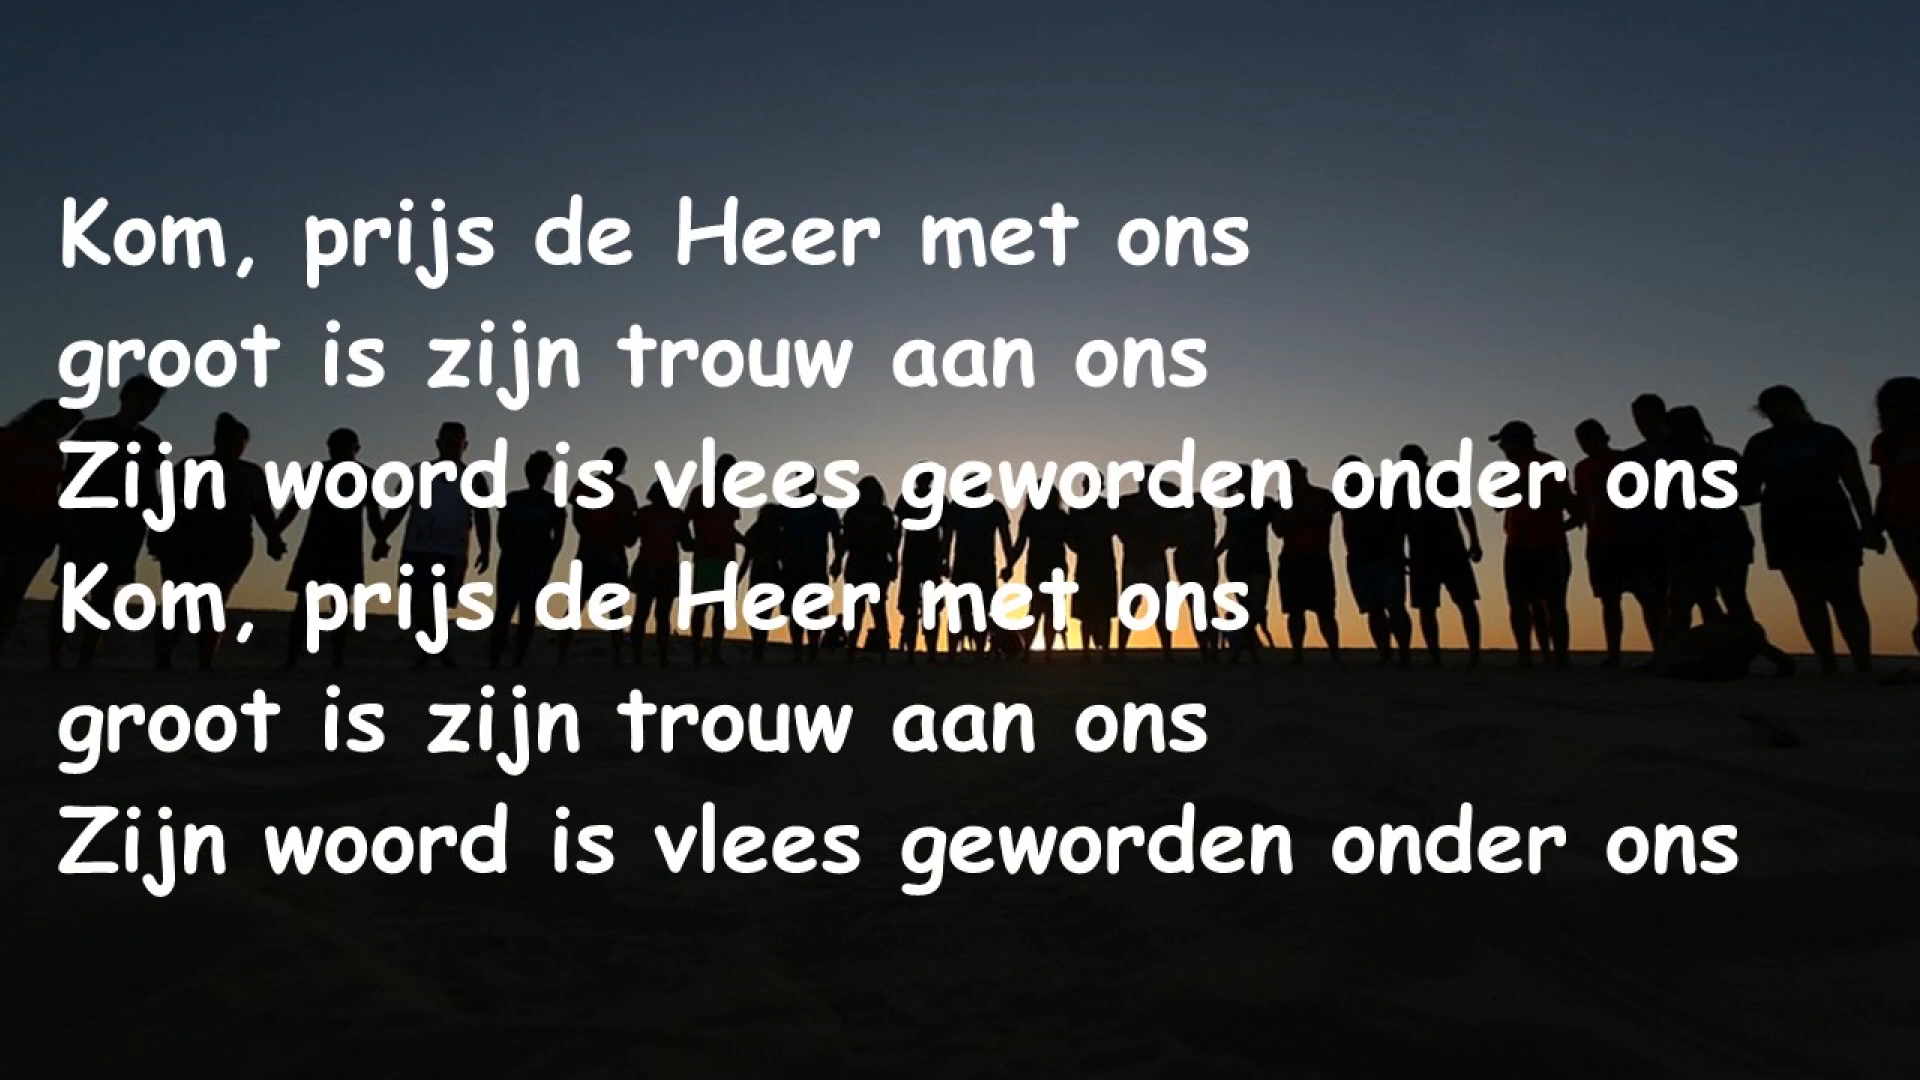 Kom, prijs de Heer met ons
groot is zijn trouw aan ons
Zijn woord is vlees geworden onder ons
Kom, prijs de Heer met ons
groot is zijn trouw aan ons
Zijn woord is vlees geworden onder ons